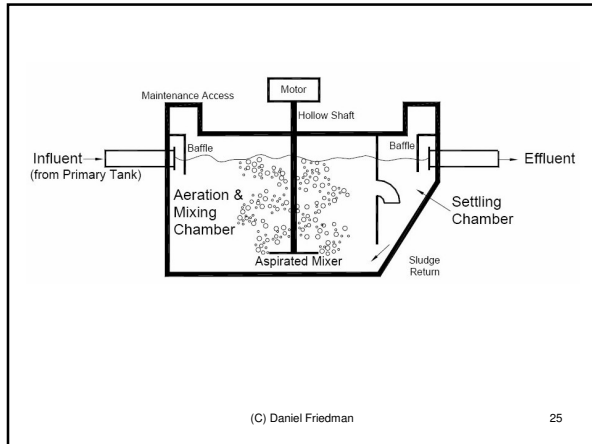 Motor
Maintenance Access
Hollow Shaft
Baffle
Baffle
Influent
(from Primary Tank)
Effluent
Aeration &
Mixing
Chamber
Settling
Chamber
Aspirated Mixer
Sludge
Return
(C) Daniel Friedman
25